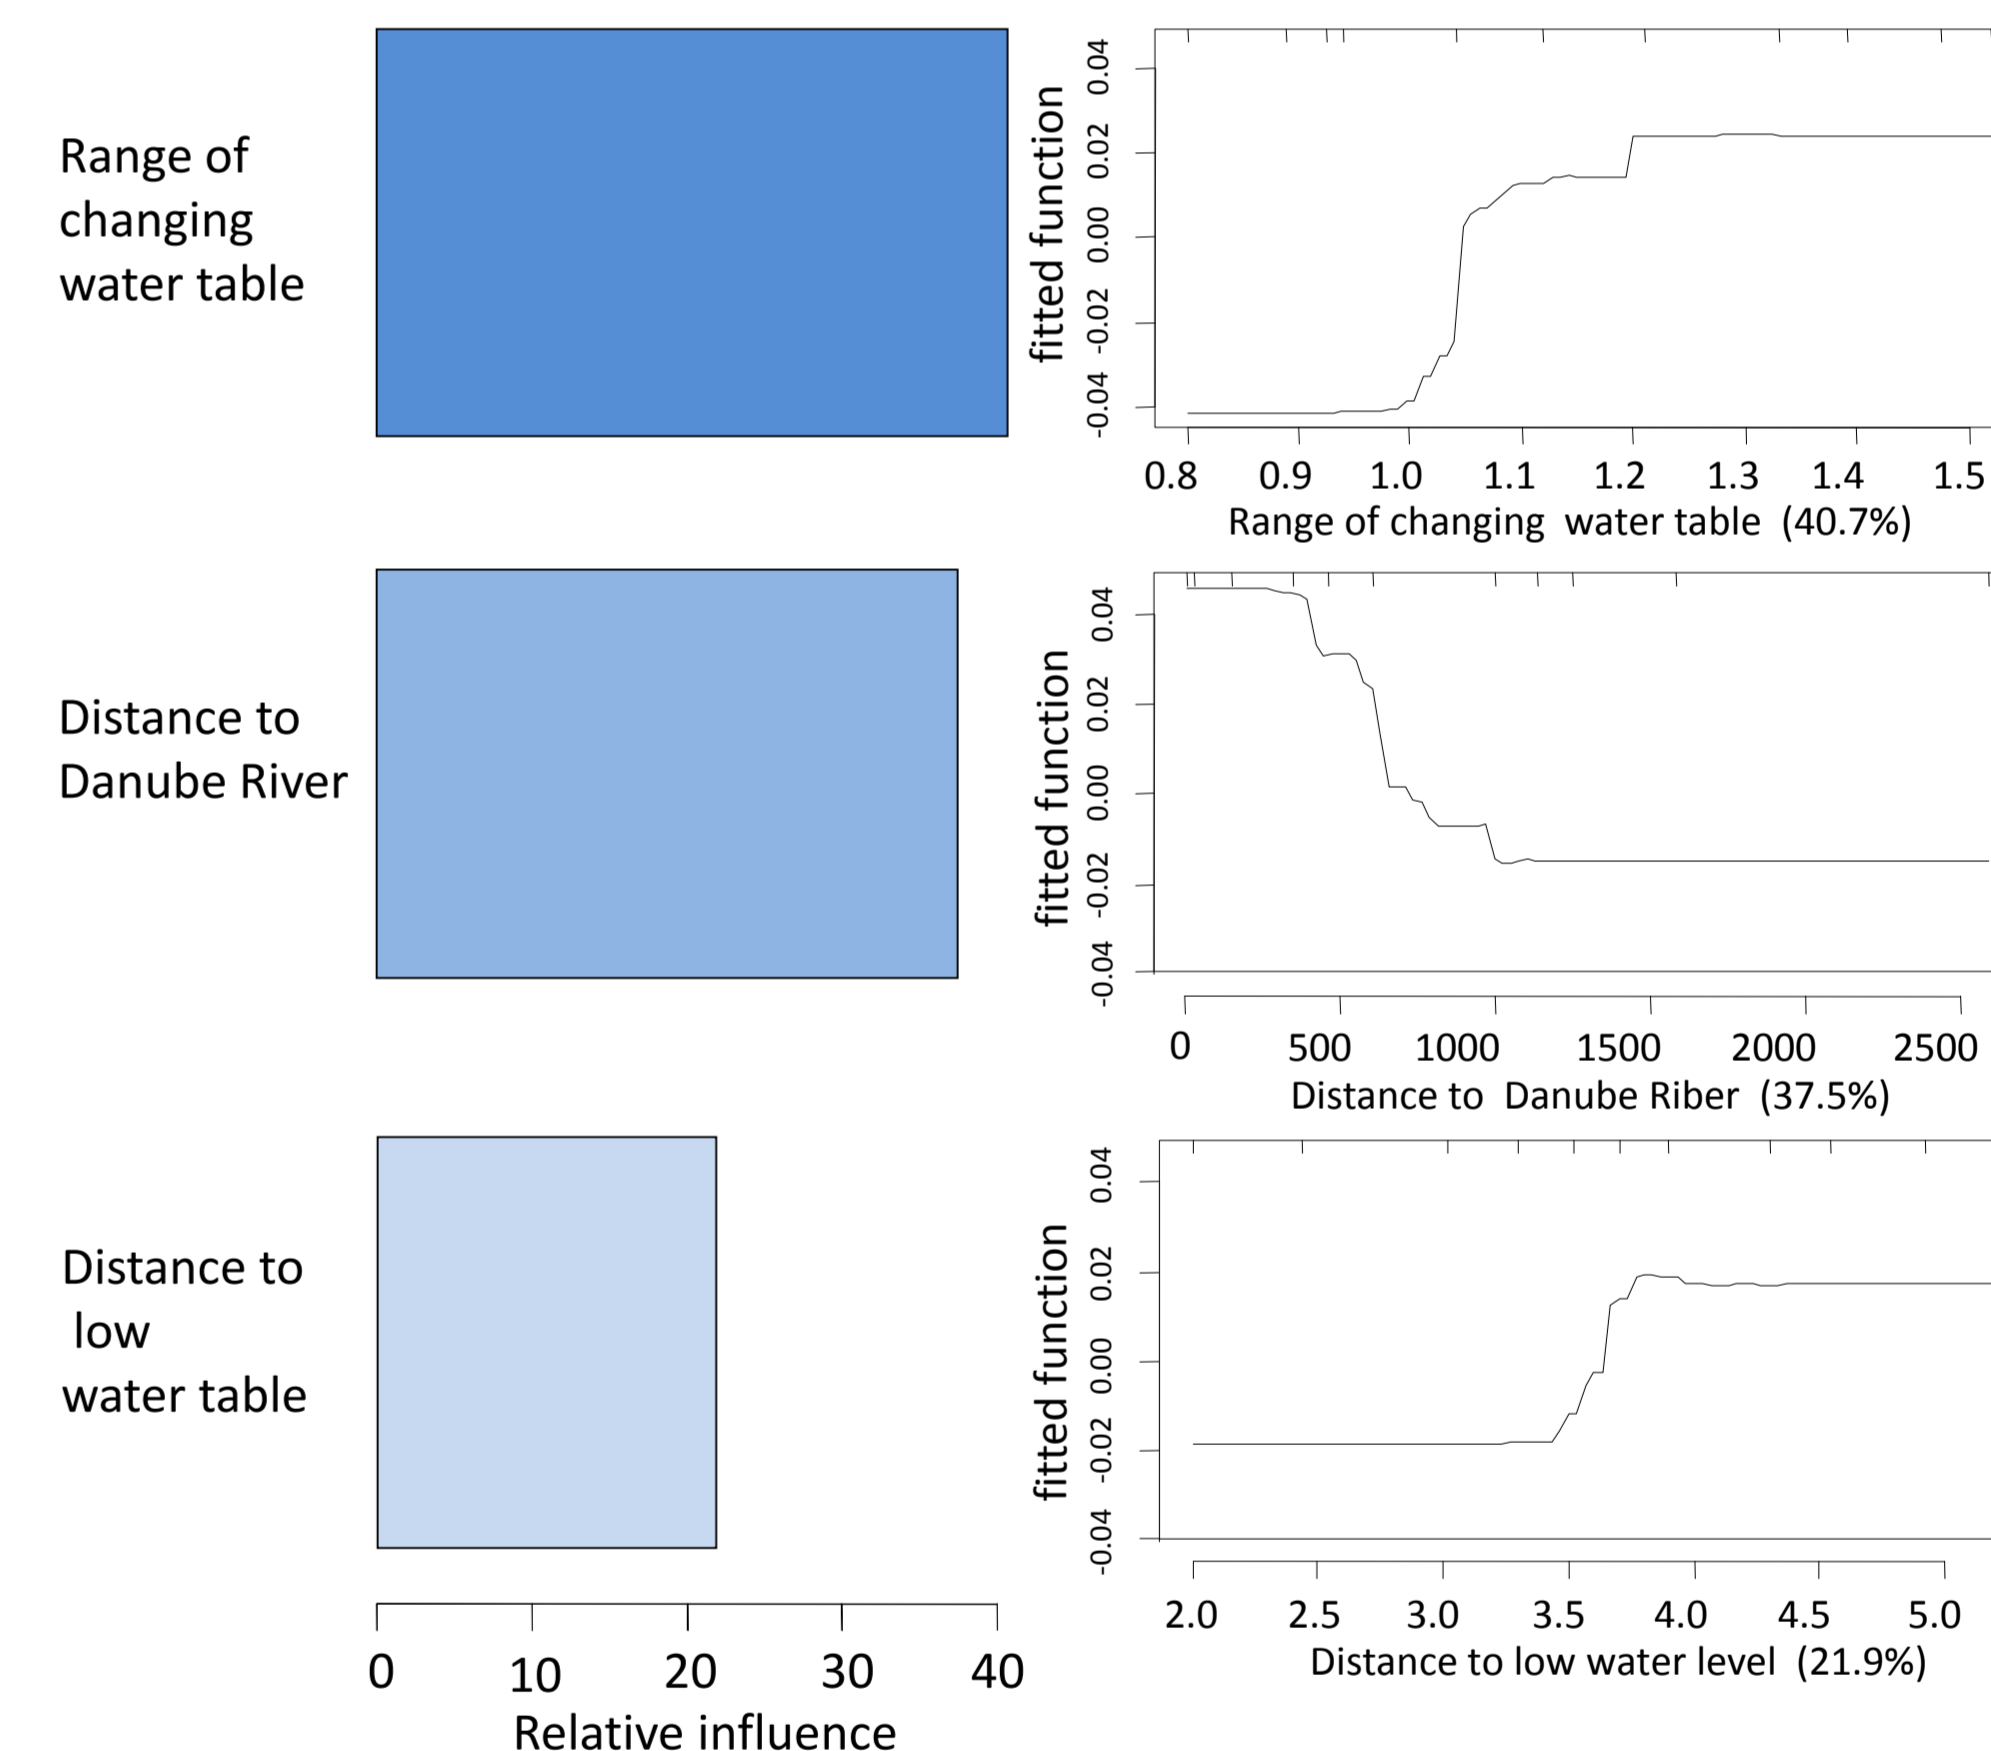 Range of
changing
water table
fitted function
0.04
0.02
0.00
-0.02
-0.04
0.8 0.9 1.0 1.1 1.2 1.3 1.4 1.5
Range of changing water table (40.7%)
Distance to
Danube River
fitted function
0.04
0.02
0.00
-0.02
-0.04
0 500 1000 1500 2000 2500
Distance to Danube Riber (37.5%)
Distance to
low
water table
fitted function
0.04
0.02
0.00
-0.02
-0.04
2.0 2.5 3.0 3.5 4.0 4.5 5.0
Distance to low water level (21.9%)
0 10 20 30 40
Relative influence